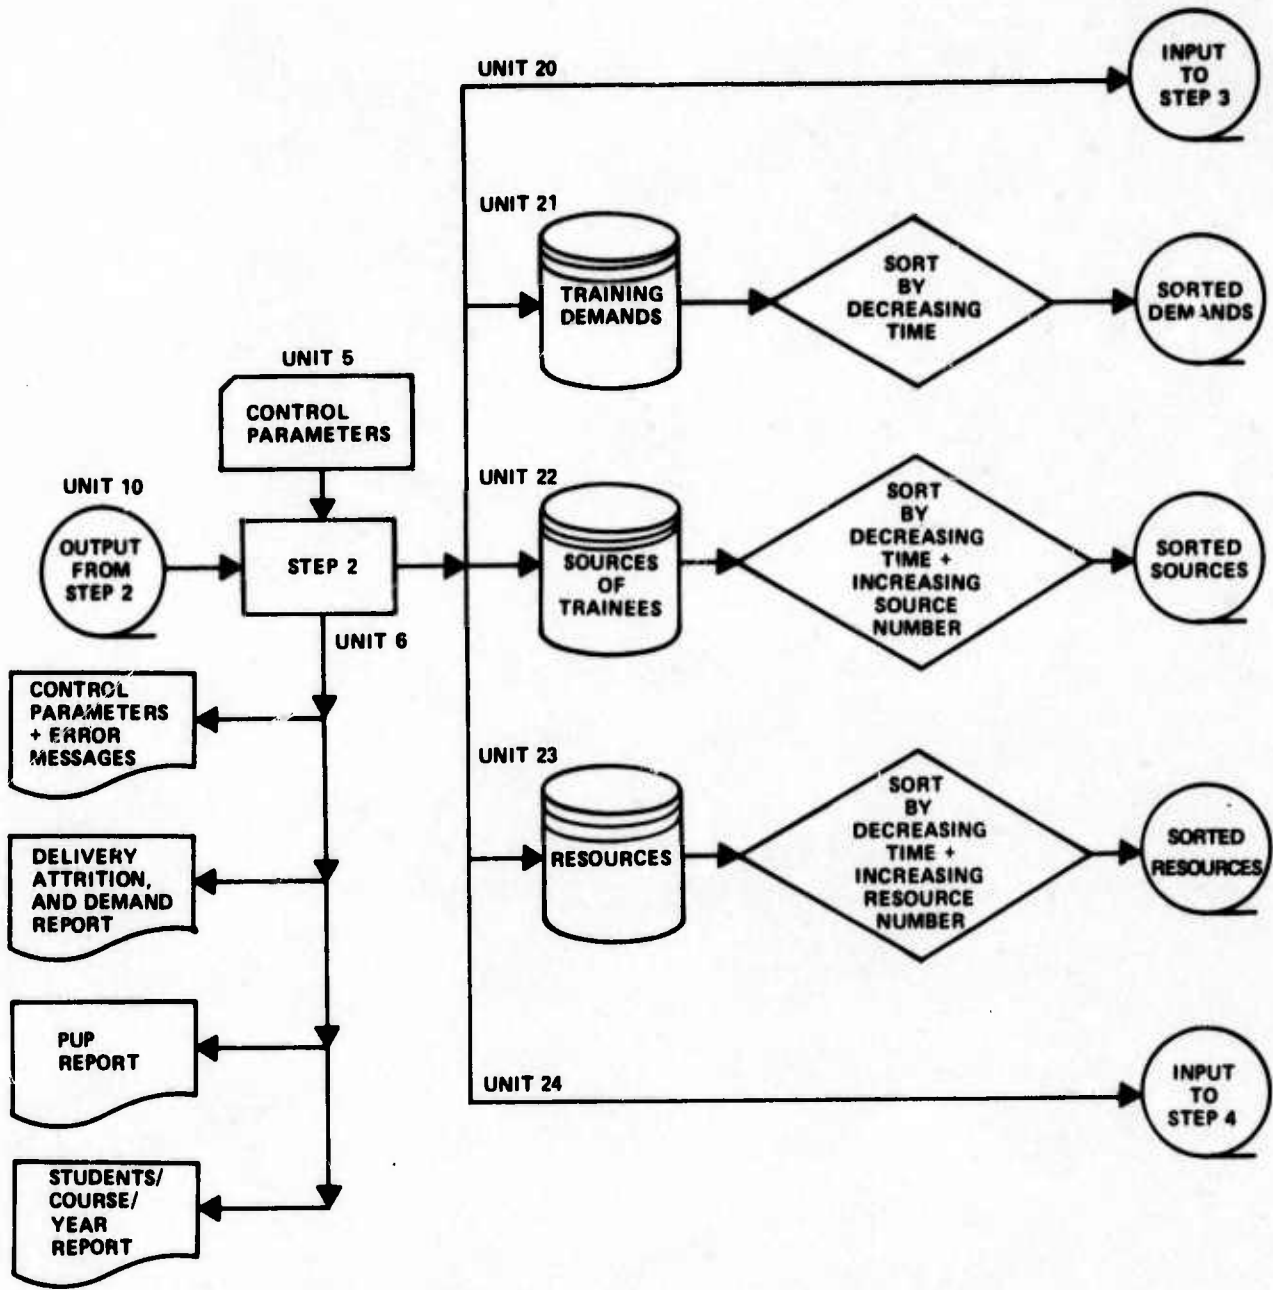 UNIT 20
INPUT
TO
STEP 3
UNIT 21
TRAINING
DEMANDS
SORT
BY
DECREASING
TIME
SORTED
DEMANDS
UNIT 5
CONTROL
PARAMETERS
UNIT 10
OUTPUT
FROM
STEP 2
STEP 2
UNIT 22
SOURCES
OF
TRAINEES
SORT
BY
DECREASING
TIME +
INCREASING
SOURCE
NUMBER
SORTED
SOURCES
UNIT 6
CONTROL
PARAMETERS
+ ERROR
MESSAGES
UNIT 23
RESOURCES
SORT
BY
DECREASING
TIME +
INCREASING
RESOURCE
NUMBER
SORTED
RESOURCES
DELIVERY
ATTRITION,
AND DEMAND
REPORT
PUP
REPORT
UNIT 24
INPUT
TO
STEP 4
STUDENTS/
COURSE/
YEAR
REPORT